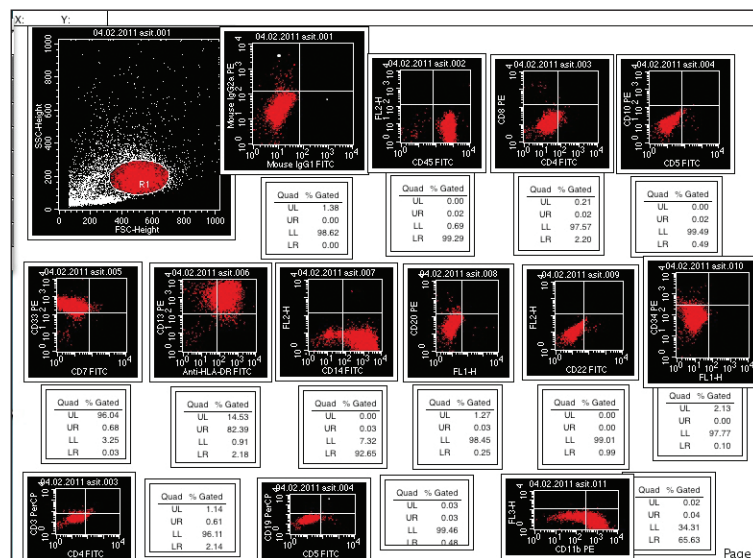 X: Y:
04.02.2011 asit.001
SSC-Height
1000
800
600
400
200
0
R1
0 200 400 600 800 1000
FSC-Height
04.02.2011 asit.001
Mouse IgG2a PE
Mouse IgG1 FITC
04.02.2011 asit.002
FL2-H
CD45 FITC
04.02.2011 asit.003
CD8 PE
CD4 FITC
04.02.2011 asit.004
CD10 PE
CD5 FITC
Quad % Gated
UL 1.38
UR 0.00
LL 98.62
LR 0.00
Quad % Gated
UL 0.00
UR 0.02
LL 0.69
LR 99.29
Quad % Gated
UL 0.21
UR 0.02
LL 97.57
LR 2.20
Quad % Gated
UL 0.00
UR 0.02
LL 99.49
LR 0.49
04.02.2011 asit.005
CD33 PE
CD7 FITC
04.02.2011 asit.006
CD13 PE
Anti-HLA-DR FITC
04.02.2011 asit.007
FL2-H
CD14 FITC
04.02.2011 asit.008
CD20 PE
FL1-H
04.02.2011 asit.009
FL2-H
CD22 FITC
04.02.2011 asit.010
CD34 PE
FL1-H
Quad % Gated
UL 96.04
UR 0.68
LL 3.25
LR 0.03
Quad % Gated
UL 14.53
UR 82.39
LL 0.91
LR 2.18
Quad % Gated
UL 0.00
UR 0.03
LL 7.32
LR 92.65
Quad % Gated
UL 1.27
UR 0.03
LL 98.45
LR 0.25
Quad % Gated
UL 0.00
UR 0.00
LL 99.01
LR 0.99
Quad % Gated
UL 2.13
UR 0.00
LL 97.77
LR 0.10
04.02.2011 asit.003
CD3 PerCP
CD4 FITC
Quad % Gated
UL 1.14
UR 0.61
LL 96.11
LR 2.14
04.02.2011 asit.004
CD19 PerCP
CD5 FITC
Quad % Gated
UL 0.03
UR 0.03
LL 99.46
LR 0.48
04.02.2011 asit.011
FL3-H
CD11b PE
Quad % Gated
UL 0.02
UR 0.04
LL 34.31
LR 65.63
Page